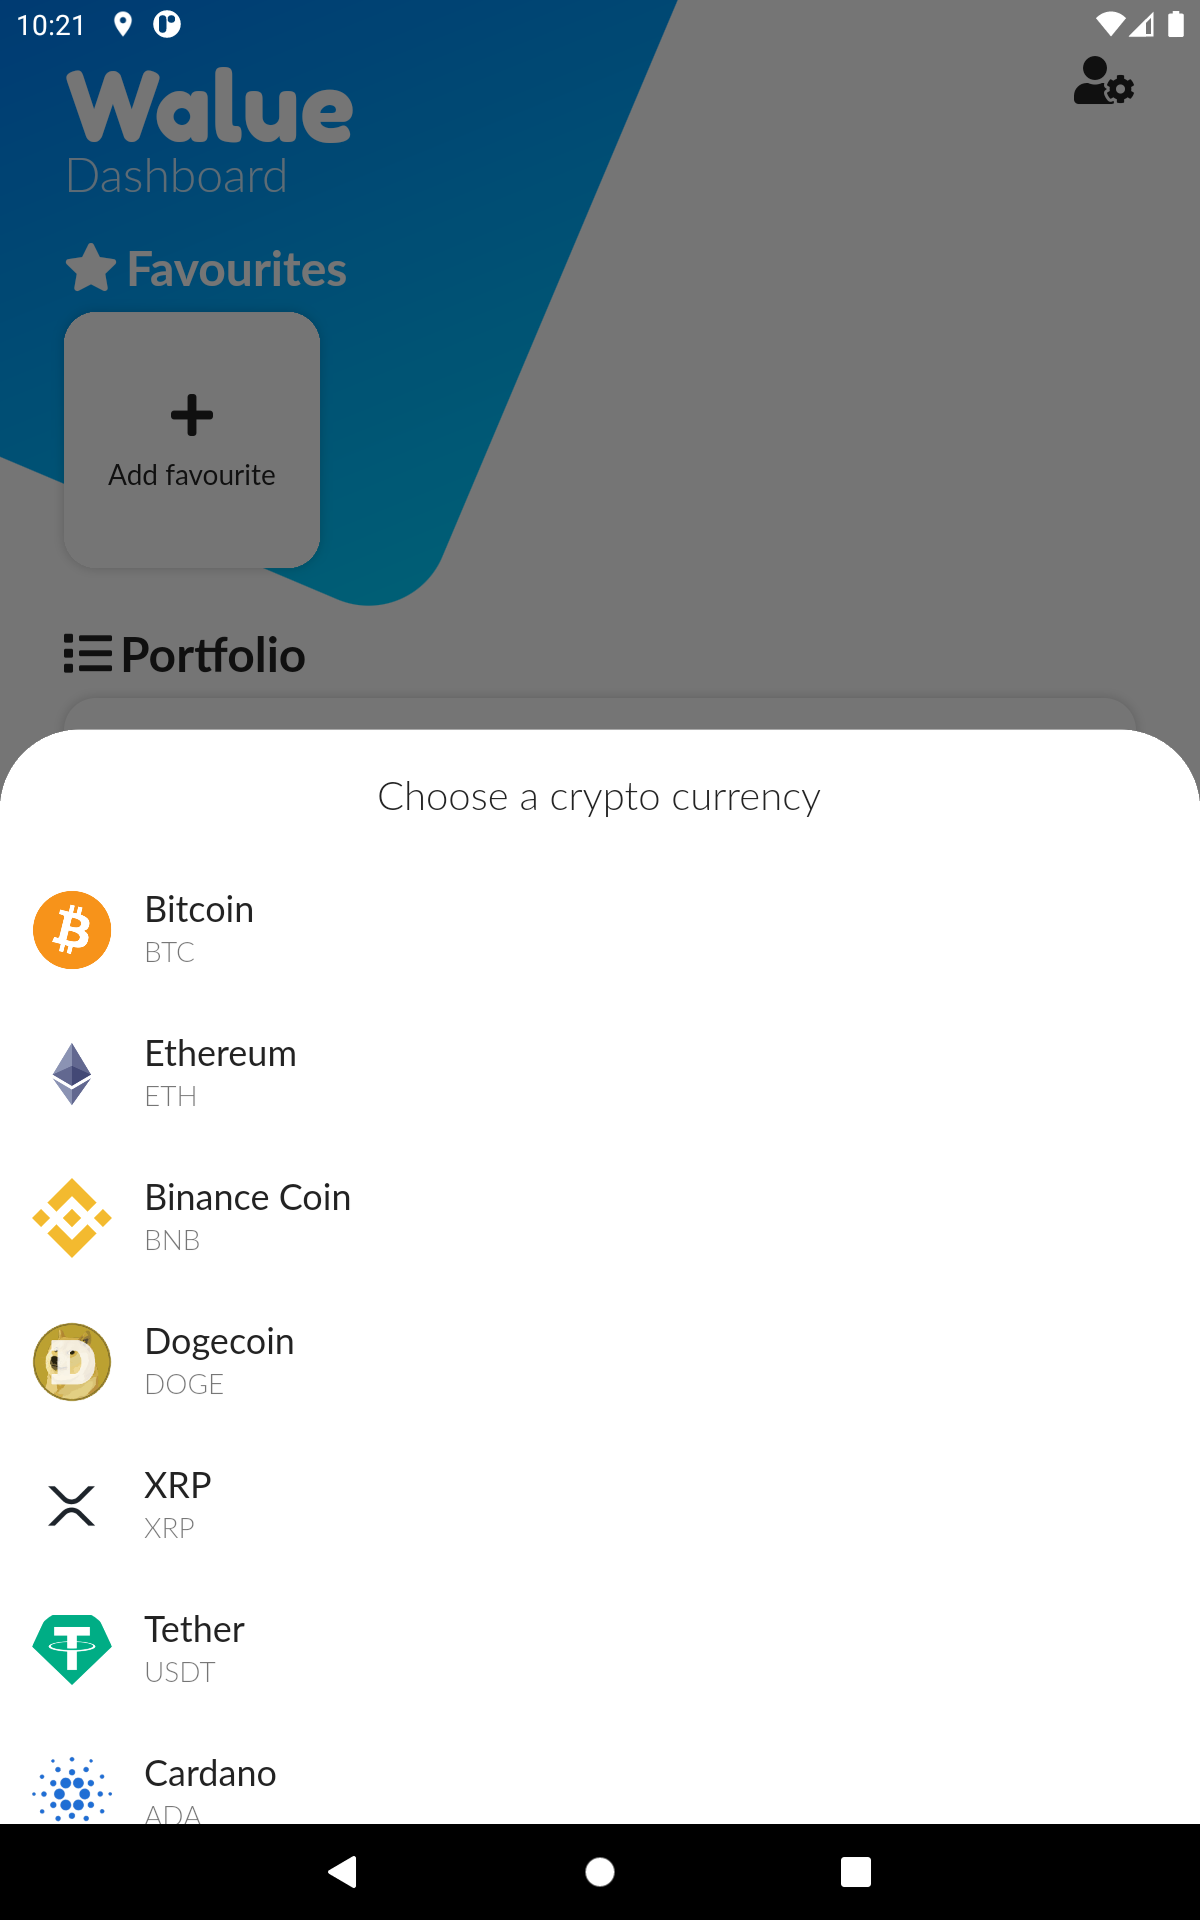 10:21
Walue
Dashboard
Favourites
Add favourite
Portfolio
Choose a crypto currency
Bitcoin
BTC
Ethereum
ETH
Binance Coin
BNB
Dogecoin
DOGE
XRP
XRP
Tether
USDT
Cardano
ADA